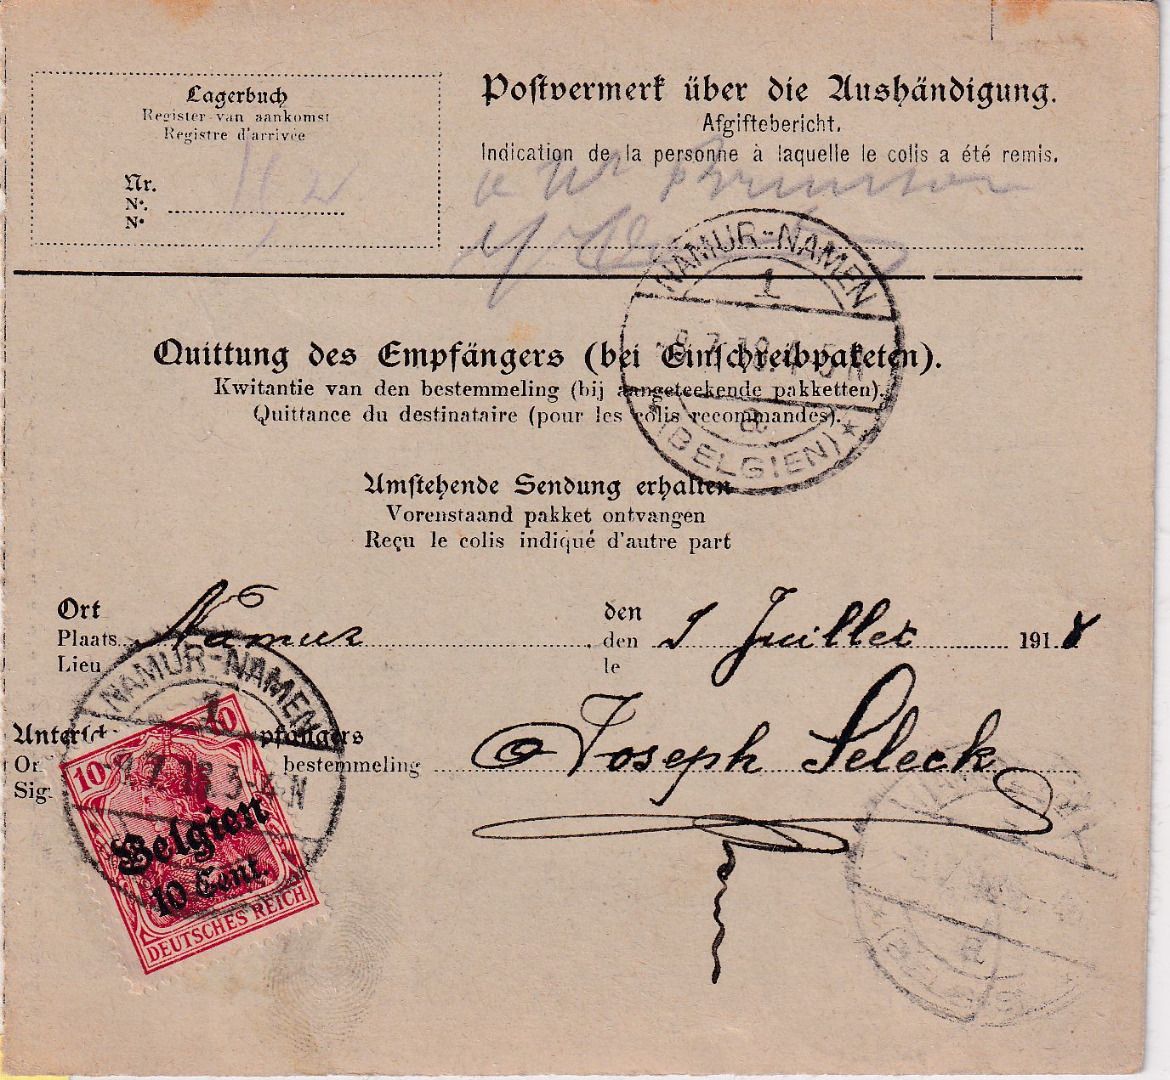 Lagerbuch
Register van aankomst
Registre d'arrivée
Nr.
N°.
N°
Postvermerk über die Aushändigung.
Afgiftebericht.
Indication de la personne à laquelle le colis a été remis.
NAMUR-NAMEN
1
a
★ (BELGIEN) ★
Quittung des Empfängers (bei Einschreibpaketen).
Kwitantie van den bestemmeling (bij aangeteekende pakketten).
Quittance du destinataire (pour les colis recommandés).
Umstehende Sendung erhalten
Vorenstaand pakket ontvangen
Reçu le colis indiqué d'autre part
Ort
Plaats
Lieu
Namur
den
den
le
Juillet
1918
NAMUR-NAMEN
1
Joseph Seleck
bestemmeling
10
10
Belgien
10 Cent.
DEUTSCHES REICH